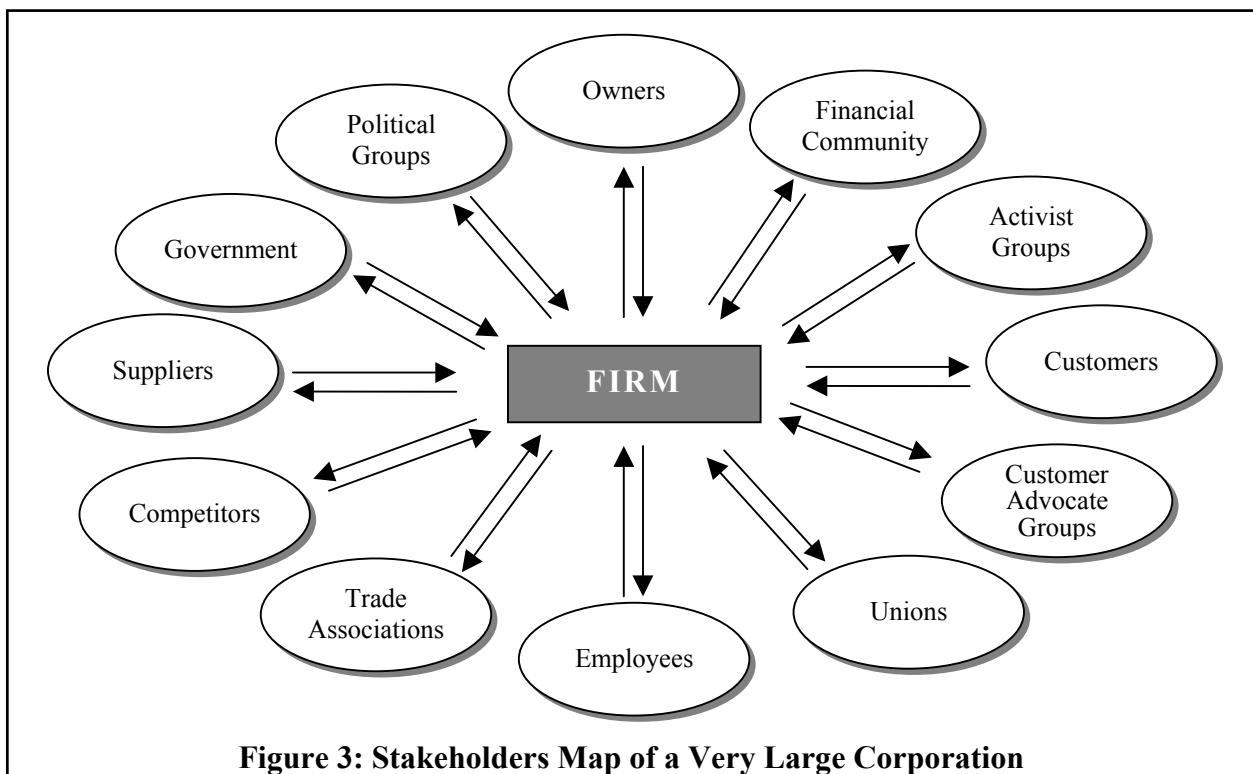 Owners
Political
Groups
Financial
Community
Government
Activist
Groups
Suppliers
FIRM
Customers
Competitors
Customer
Advocate
Groups
Trade
Associations
Employees
Unions
Figure 3: Stakeholders Map of a Very Large Corporation